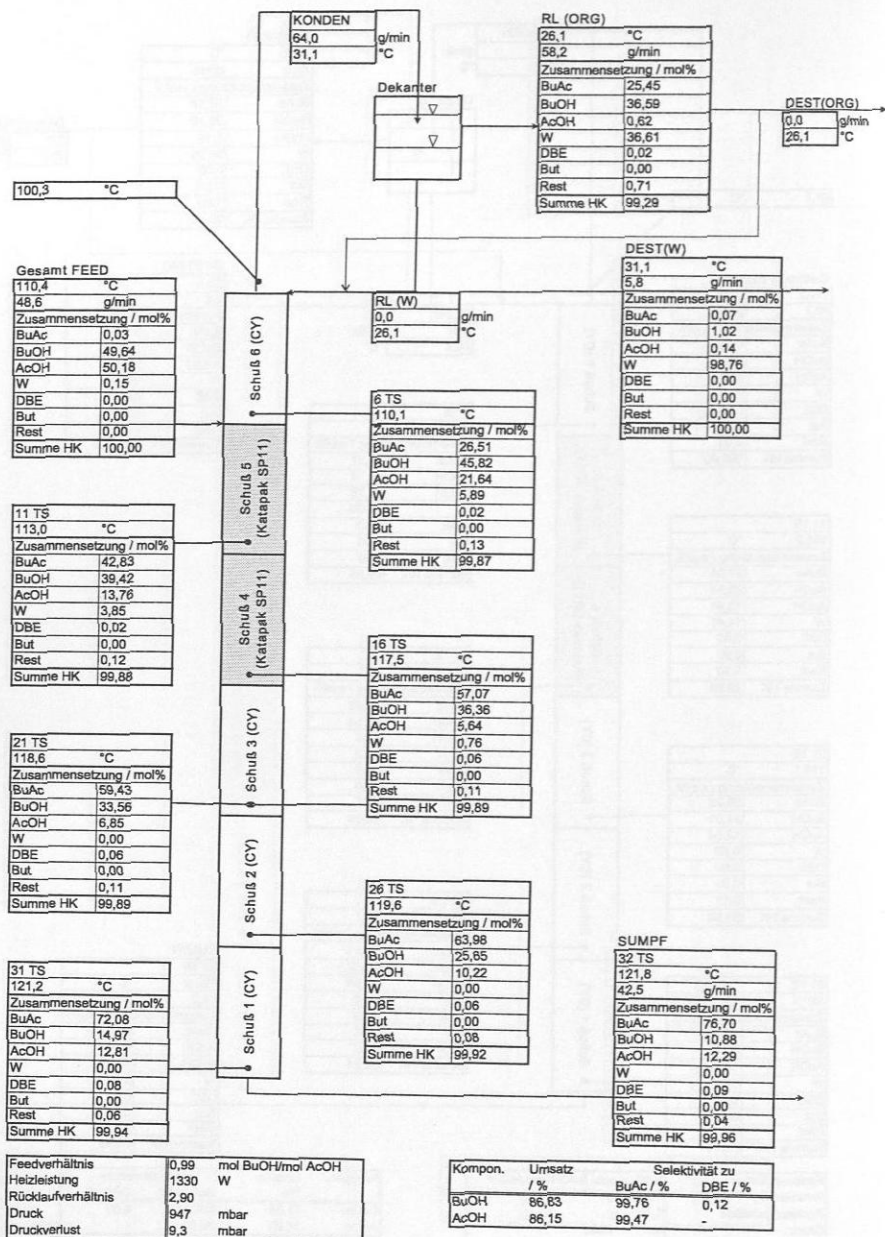 KONDEN
64,0 g/min
31,1 °C
RL (ORG)
26,1 °C
58,2 g/min
Zusammensetzung / mol%
BuAc 25,45
BuOH 36,59
AcOH 0,62
W 36,61
DBE 0,02
But 0,00
Rest 0,71
Summe HK 99,29
Dekanter
DEST(ORG)
0,0 g/min
26,1 °C
100,3 °C
Gesamt FEED
110,4 °C
48,6 g/min
Zusammensetzung / mol%
BuAc 0,03
BuOH 49,64
AcOH 50,18
W 0,15
DBE 0,00
But 0,00
Rest 0,00
Summe HK 100,00
RL (W)
0,0 g/min
26,1 °C
DEST(W)
31,1 °C
5,8 g/min
Zusammensetzung / mol%
BuAc 0,07
BuOH 1,02
AcOH 0,14
W 98,76
DBE 0,00
But 0,00
Rest 0,00
Summe HK 100,00
Schuß 6 (CY)
6 TS
110,1 °C
Zusammensetzung / mol%
BuAc 26,51
BuOH 45,82
AcOH 21,64
W 5,89
DBE 0,02
But 0,00
Rest 0,13
Summe HK 99,87
Schuß 5
(Katapak SP11)
11 TS
113,0 °C
Zusammensetzung / mol%
BuAc 42,83
BuOH 39,42
AcOH 13,76
W 3,85
DBE 0,02
But 0,00
Rest 0,12
Summe HK 99,88
Schuß 4
(Katapak SP11)
16 TS
117,5 °C
Zusammensetzung / mol%
BuAc 57,07
BuOH 36,36
AcOH 5,64
W 0,76
DBE 0,06
But 0,00
Rest 0,11
Summe HK 99,89
Schuß 3 (CY)
21 TS
118,6 °C
Zusammensetzung / mol%
BuAc 59,43
BuOH 33,56
AcOH 6,85
W 0,00
DBE 0,06
But 0,00
Rest 0,11
Summe HK 99,89
Schuß 2 (CY)
26 TS
119,6 °C
Zusammensetzung / mol%
BuAc 63,98
BuOH 25,65
AcOH 10,22
W 0,00
DBE 0,06
But 0,00
Rest 0,08
Summe HK 99,92
Schuß 1 (CY)
31 TS
121,2 °C
Zusammensetzung / mol%
BuAc 72,08
BuOH 14,97
AcOH 12,81
W 0,00
DBE 0,08
But 0,00
Rest 0,06
Summe HK 99,94
SUMPF
32 TS
121,8 °C
42,5 g/min
Zusammensetzung / mol%
BuAc 76,70
BuOH 10,88
AcOH 12,29
W 0,00
DBE 0,09
But 0,00
Rest 0,04
Summe HK 99,96
Feedverhältnis 0,99 mol BuOH/mol AcOH
Heizleistung 1330 W
Rücklaufverhältnis 2,90
Druck 947 mbar
Druckverlust 9,3 mbar
Kompon. Umsatz Selektivität zu
/ % BuAc / % DBE / %
BuOH 86,83 99,76 0,12
AcOH 86,15 99,47 -